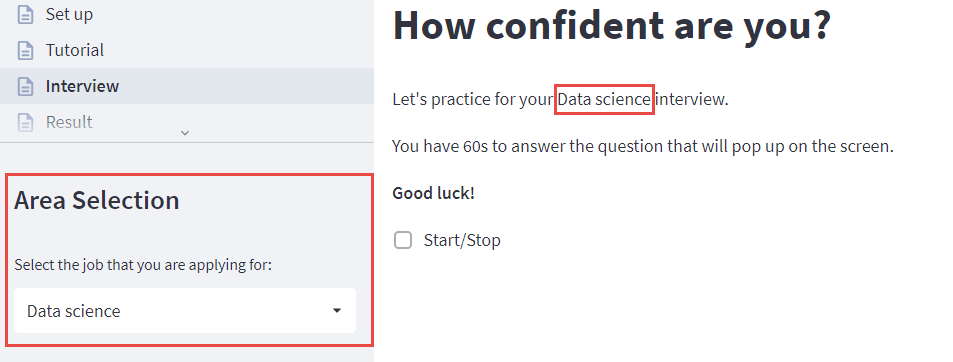 Set up
Tutorial
Interview
Result
Area Selection
Select the job that you are applying for:
Data science
How confident are you?
Let's practice for your Data science interview.
You have 60s to answer the question that will pop up on the screen.
Good luck!
Start/Stop